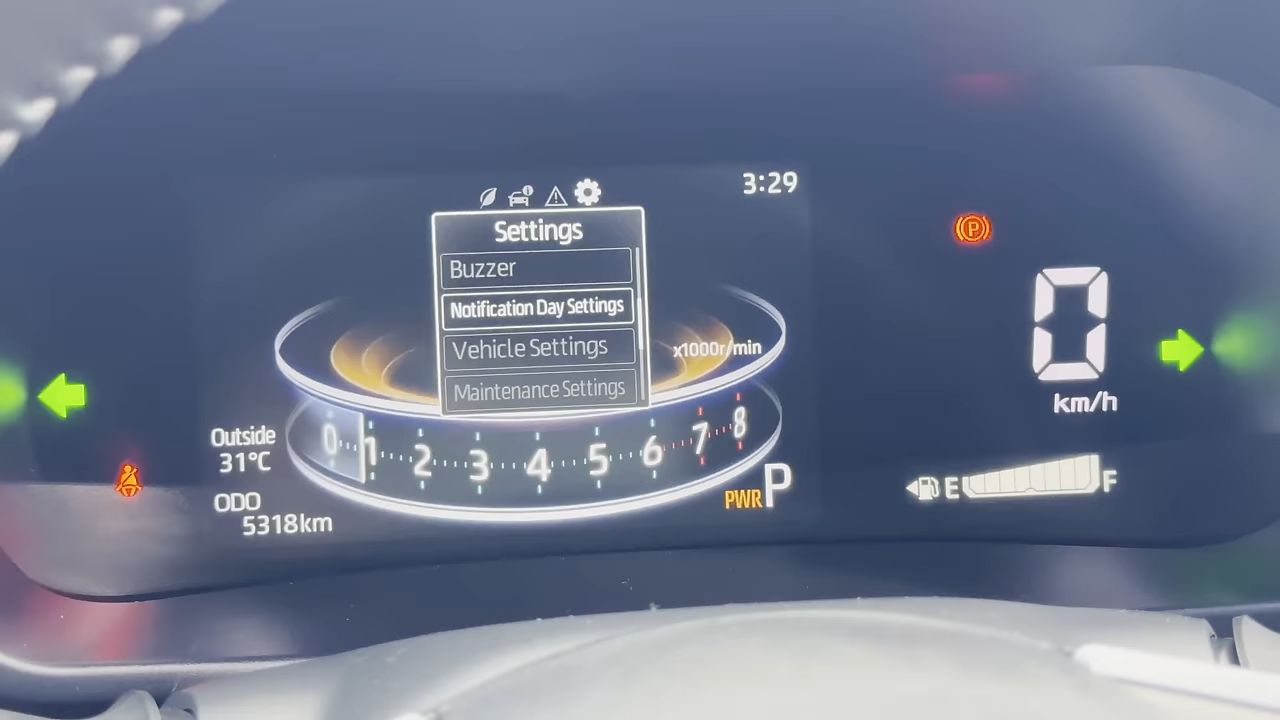 3:29
Settings
Buzzer
Notification Day Settings
Vehicle Settings
Maintenance Settings
x1000r/min
0 1 2 3 4 5 6 7 8
Outside
31°C
ODO
5318km
PWR P
(P)
0
km/h
E F